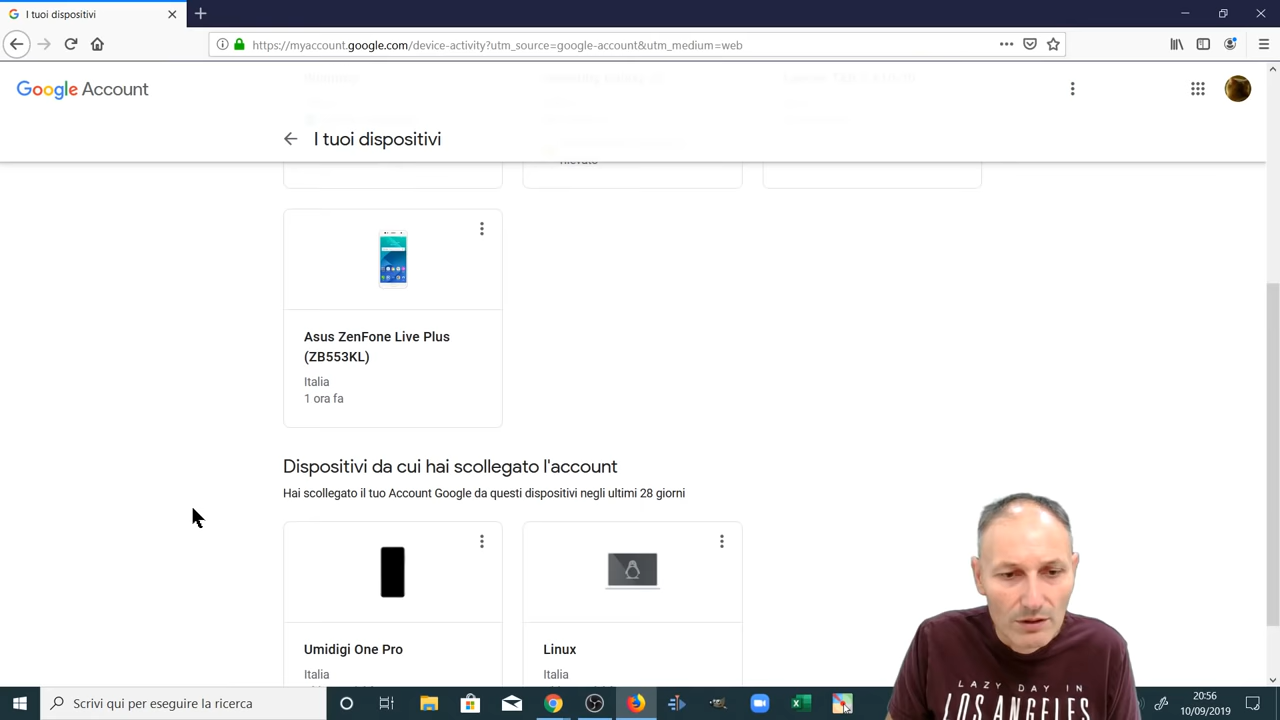 I tuoi dispositivi
https://myaccount.google.com/device-activity?utm_source=google-account&utm_medium=web
Google Account
I tuoi dispositivi
Rilevato
Asus ZenFone Live Plus
(ZB553KL)
Italia
1 ora fa
Dispositivi da cui hai scollegato l'account
Hai scollegato il tuo Account Google da questi dispositivi negli ultimi 28 giorni
Umidigi One Pro
Italia
Linux
Italia
LAZY DAY IN
LOS ANGELES
Scrivi qui per eseguire la ricerca
20:56
10/09/2019